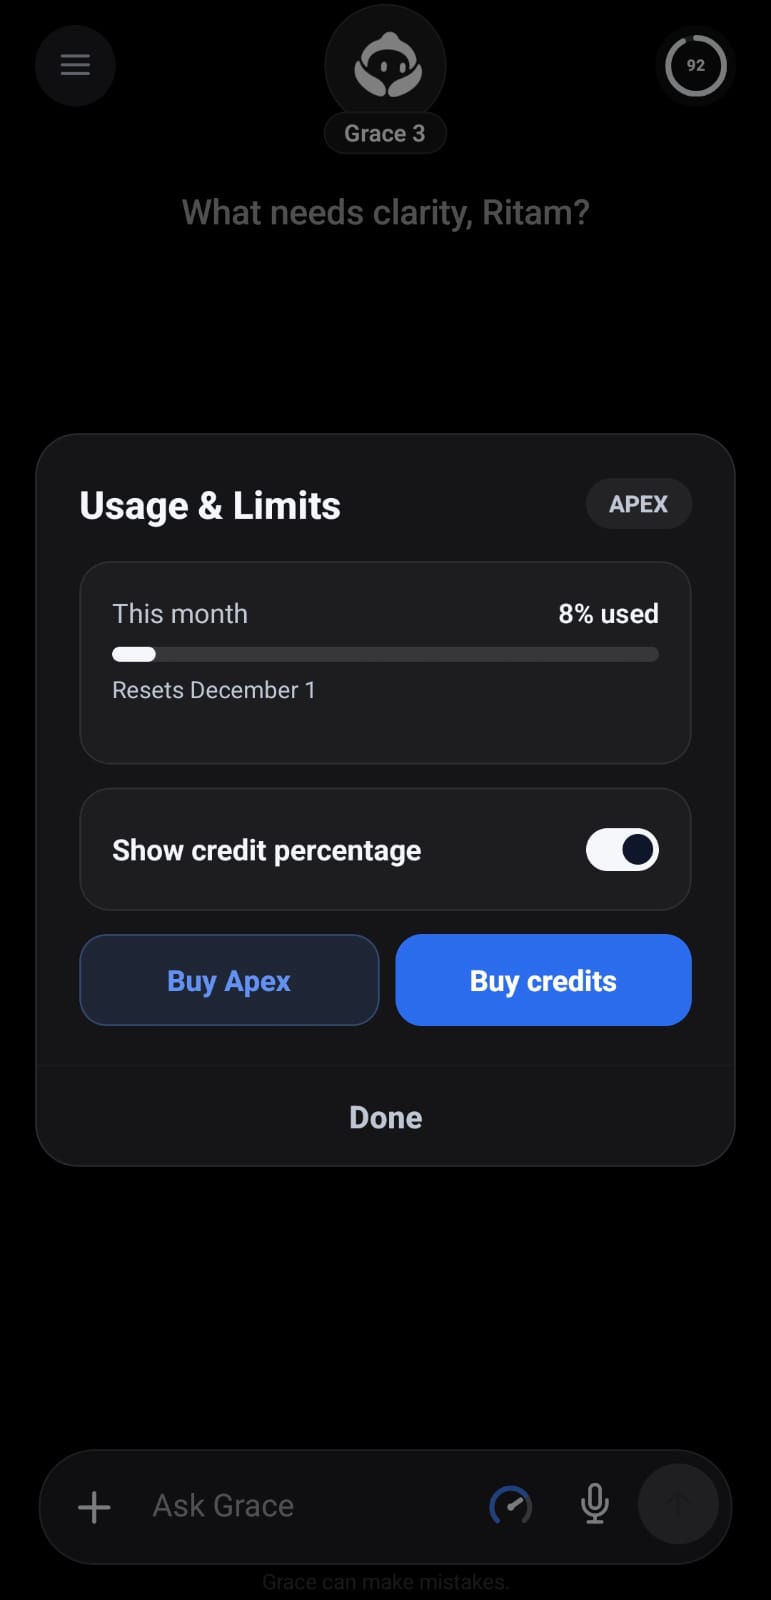 92
Grace 3
What needs clarity, Ritam?
Usage & Limits
APEX
This month
8% used
Resets December 1
Show credit percentage
Buy Apex
Buy credits
Done
Ask Grace
Grace can make mistakes.